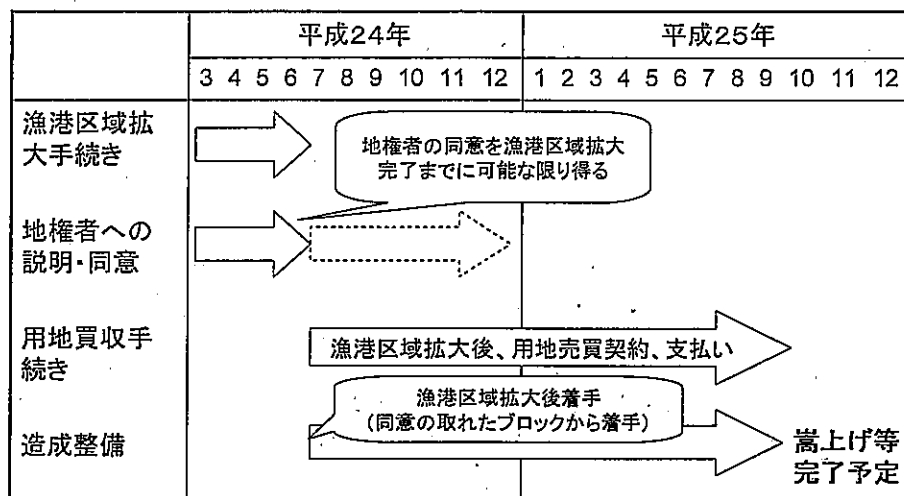 平成24年 平成25年
3 4 5 6 7 8 9 10 11 12 1 2 3 4 5 6 7 8 9 10 11 12
漁港区域拡
大手続き
地権者の同意を漁港区域拡大
完了までに可能な限り得る
地権者への
説明・同意
用地買収手
続き
漁港区域拡大後、用地売買契約、支払い
漁港区域拡大後着手
(同意の取れたブロックから着手)
造成整備
嵩上げ等
完了予定